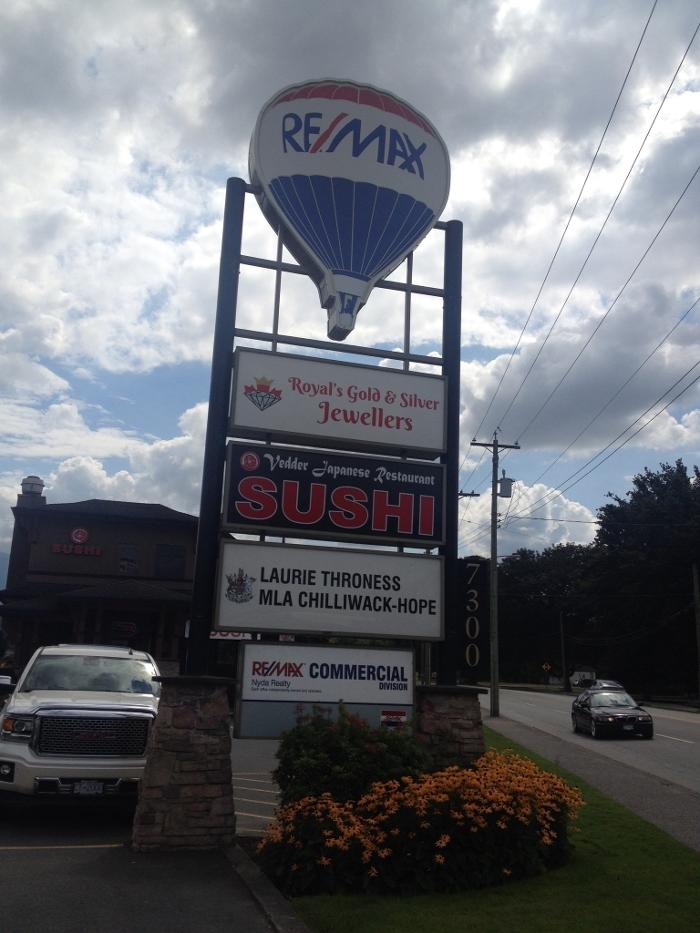 RE/MAX
Royal's Gold & Silver
Jewellers
Vedder Japanese Restaurant
SUSHI
LAURIE THRONESS
MLA CHILLIWACK-HOPE
7300
RE/MAX COMMERCIAL
DIVISION
Nyda Realty
SUSHI